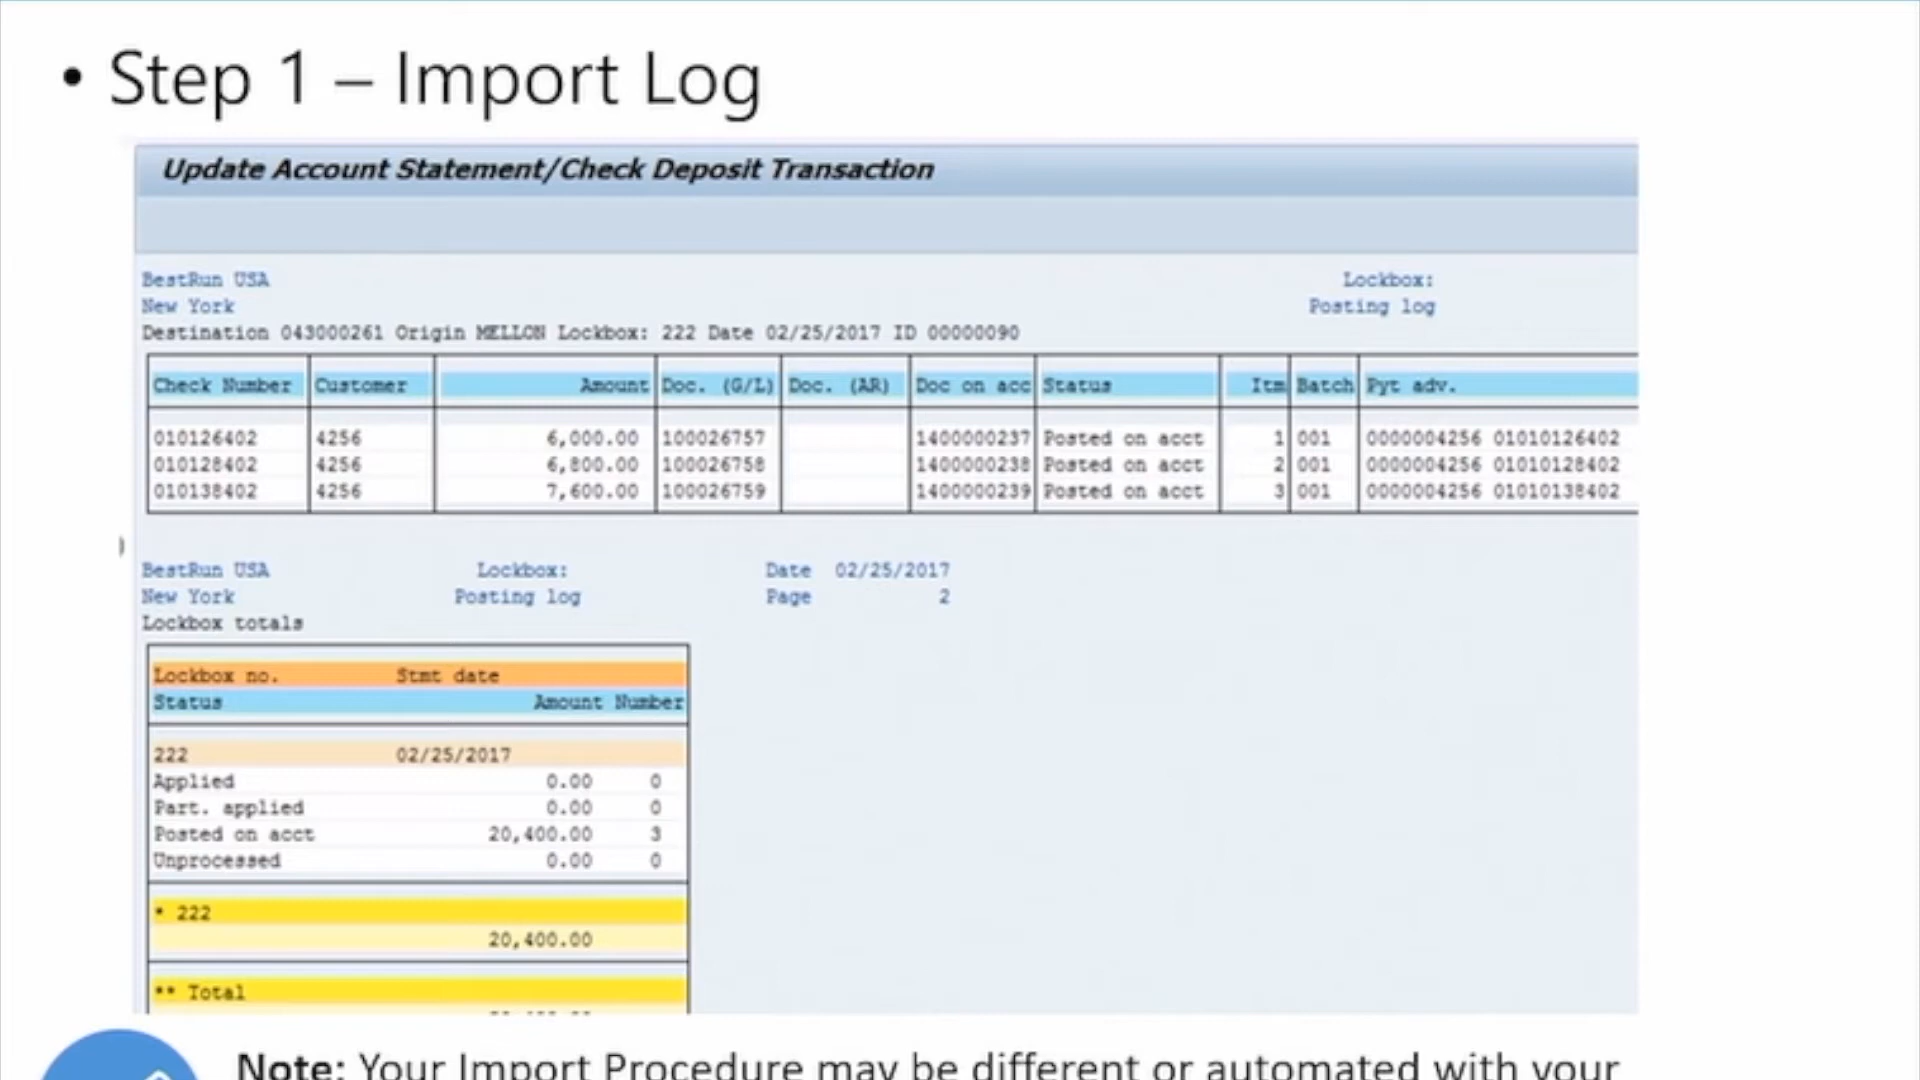 • Step 1 – Import Log
Update Account Statement/Check Deposit Transaction
BestRun USA Lockbox:
New York Posting log
Destination 043000261 Origin MELLON Lockbox: 222 Date 02/25/2017 ID 00000090
Check Number Customer Amount Doc. (G/L) Doc. (AR) Doc on acc Status Itm Batch Pyt adv.
010126402 4256 6,000.00 100026757 1400000237 Posted on acct 1 001 0000004256 01010126402
010128402 4256 6,800.00 100026758 1400000238 Posted on acct 2 001 0000004256 01010128402
010138402 4256 7,600.00 100026759 1400000239 Posted on acct 3 001 0000004256 01010138402
BestRun USA Lockbox: Date 02/25/2017
New York Posting log Page 2
Lockbox totals
Lockbox no. Stmt date
Status Amount Number
222 02/25/2017
Applied 0.00 0
Part. applied 0.00 0
Posted on acct 20,400.00 3
Unprocessed 0.00 0
* 222
20,400.00
** Total
Note: Your Import Procedure may be different or automated with your